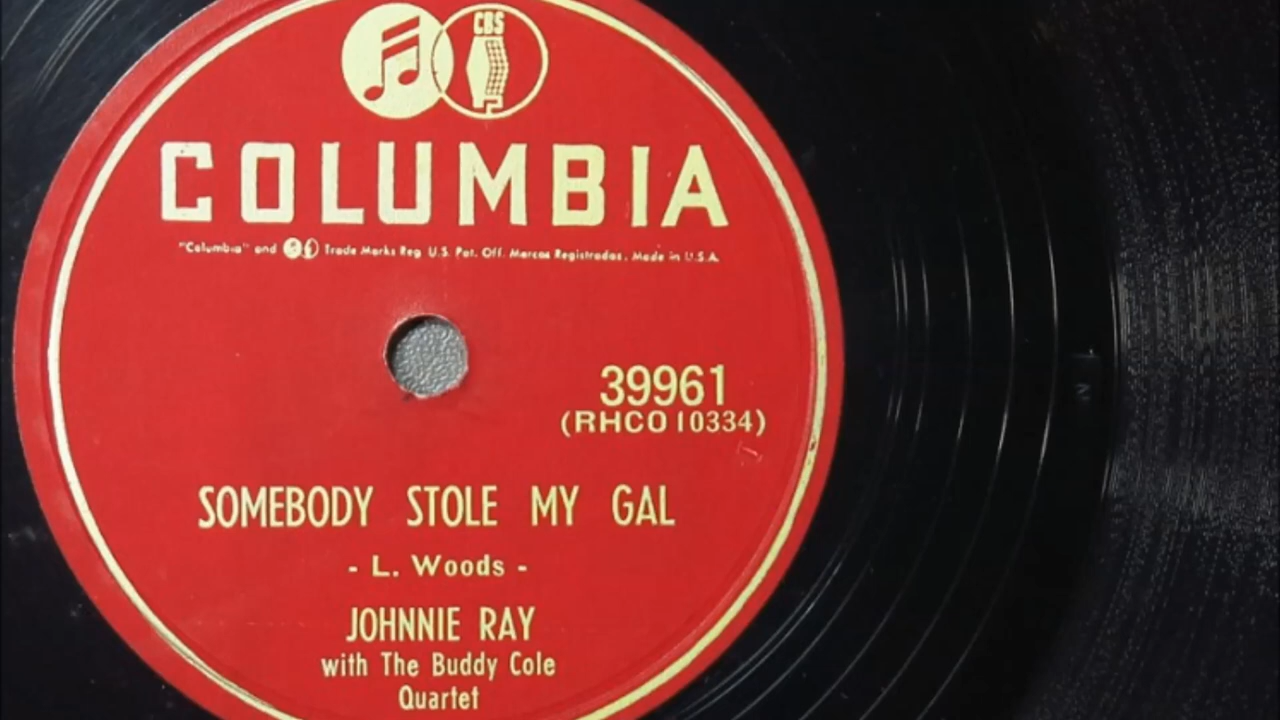 CBS
COLUMBIA
"Columbia" and Trade Marks Reg. U.S. Pat. Off. Marcas Registradas. Made in U.S.A.
39961
(RHCO 10334)
SOMEBODY STOLE MY GAL
- L. Woods -
JOHNNIE RAY
with The Buddy Cole
Quartet